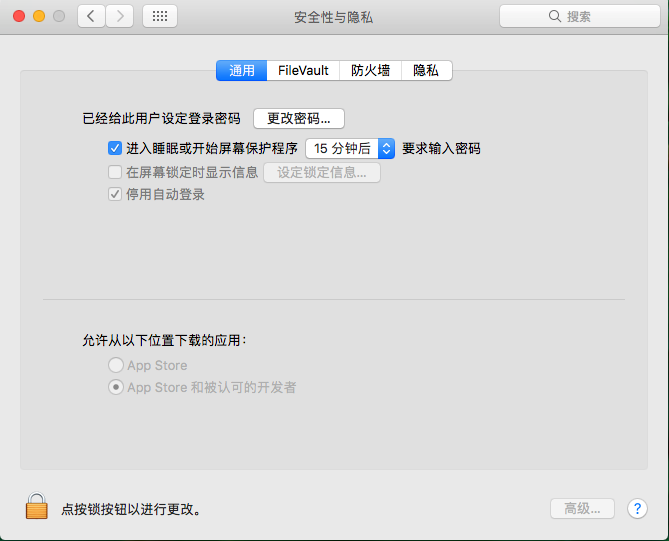 安全性与隐私
搜索
通用 FileVault 防火墙 隐私
已经给此用户设定登录密码 更改密码...
进入睡眠或开始屏幕保护程序 15 分钟后 要求输入密码
在屏幕锁定时显示信息 设定锁定信息...
停用自动登录
允许从以下位置下载的应用：
App Store
App Store 和被认可的开发者
点按锁按钮以进行更改。
高级... ?